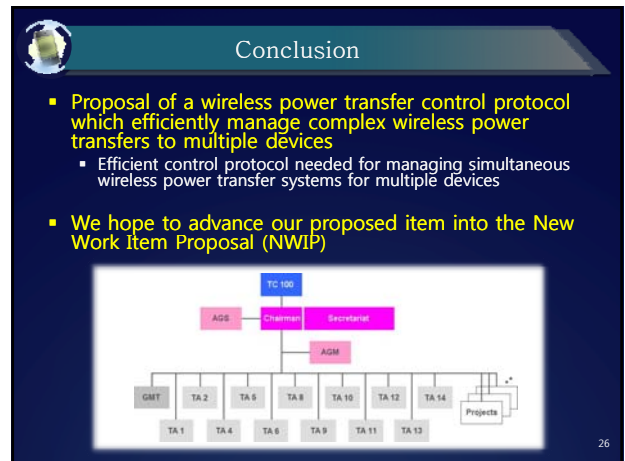 Conclusion
Proposal of a wireless power transfer control protocol
which efficiently manage complex wireless power
transfers to multiple devices
Efficient control protocol needed for managing simultaneous
wireless power transfer systems for multiple devices
We hope to advance our proposed item into the New
Work Item Proposal (NWIP)
TC 100
AGS Chairman Secretariat
AGM
GMT TA 2 TA 5 TA 8 TA 10 TA 12 TA 14
Projects
TA 1 TA 4 TA 6 TA 9 TA 11 TA 13
26